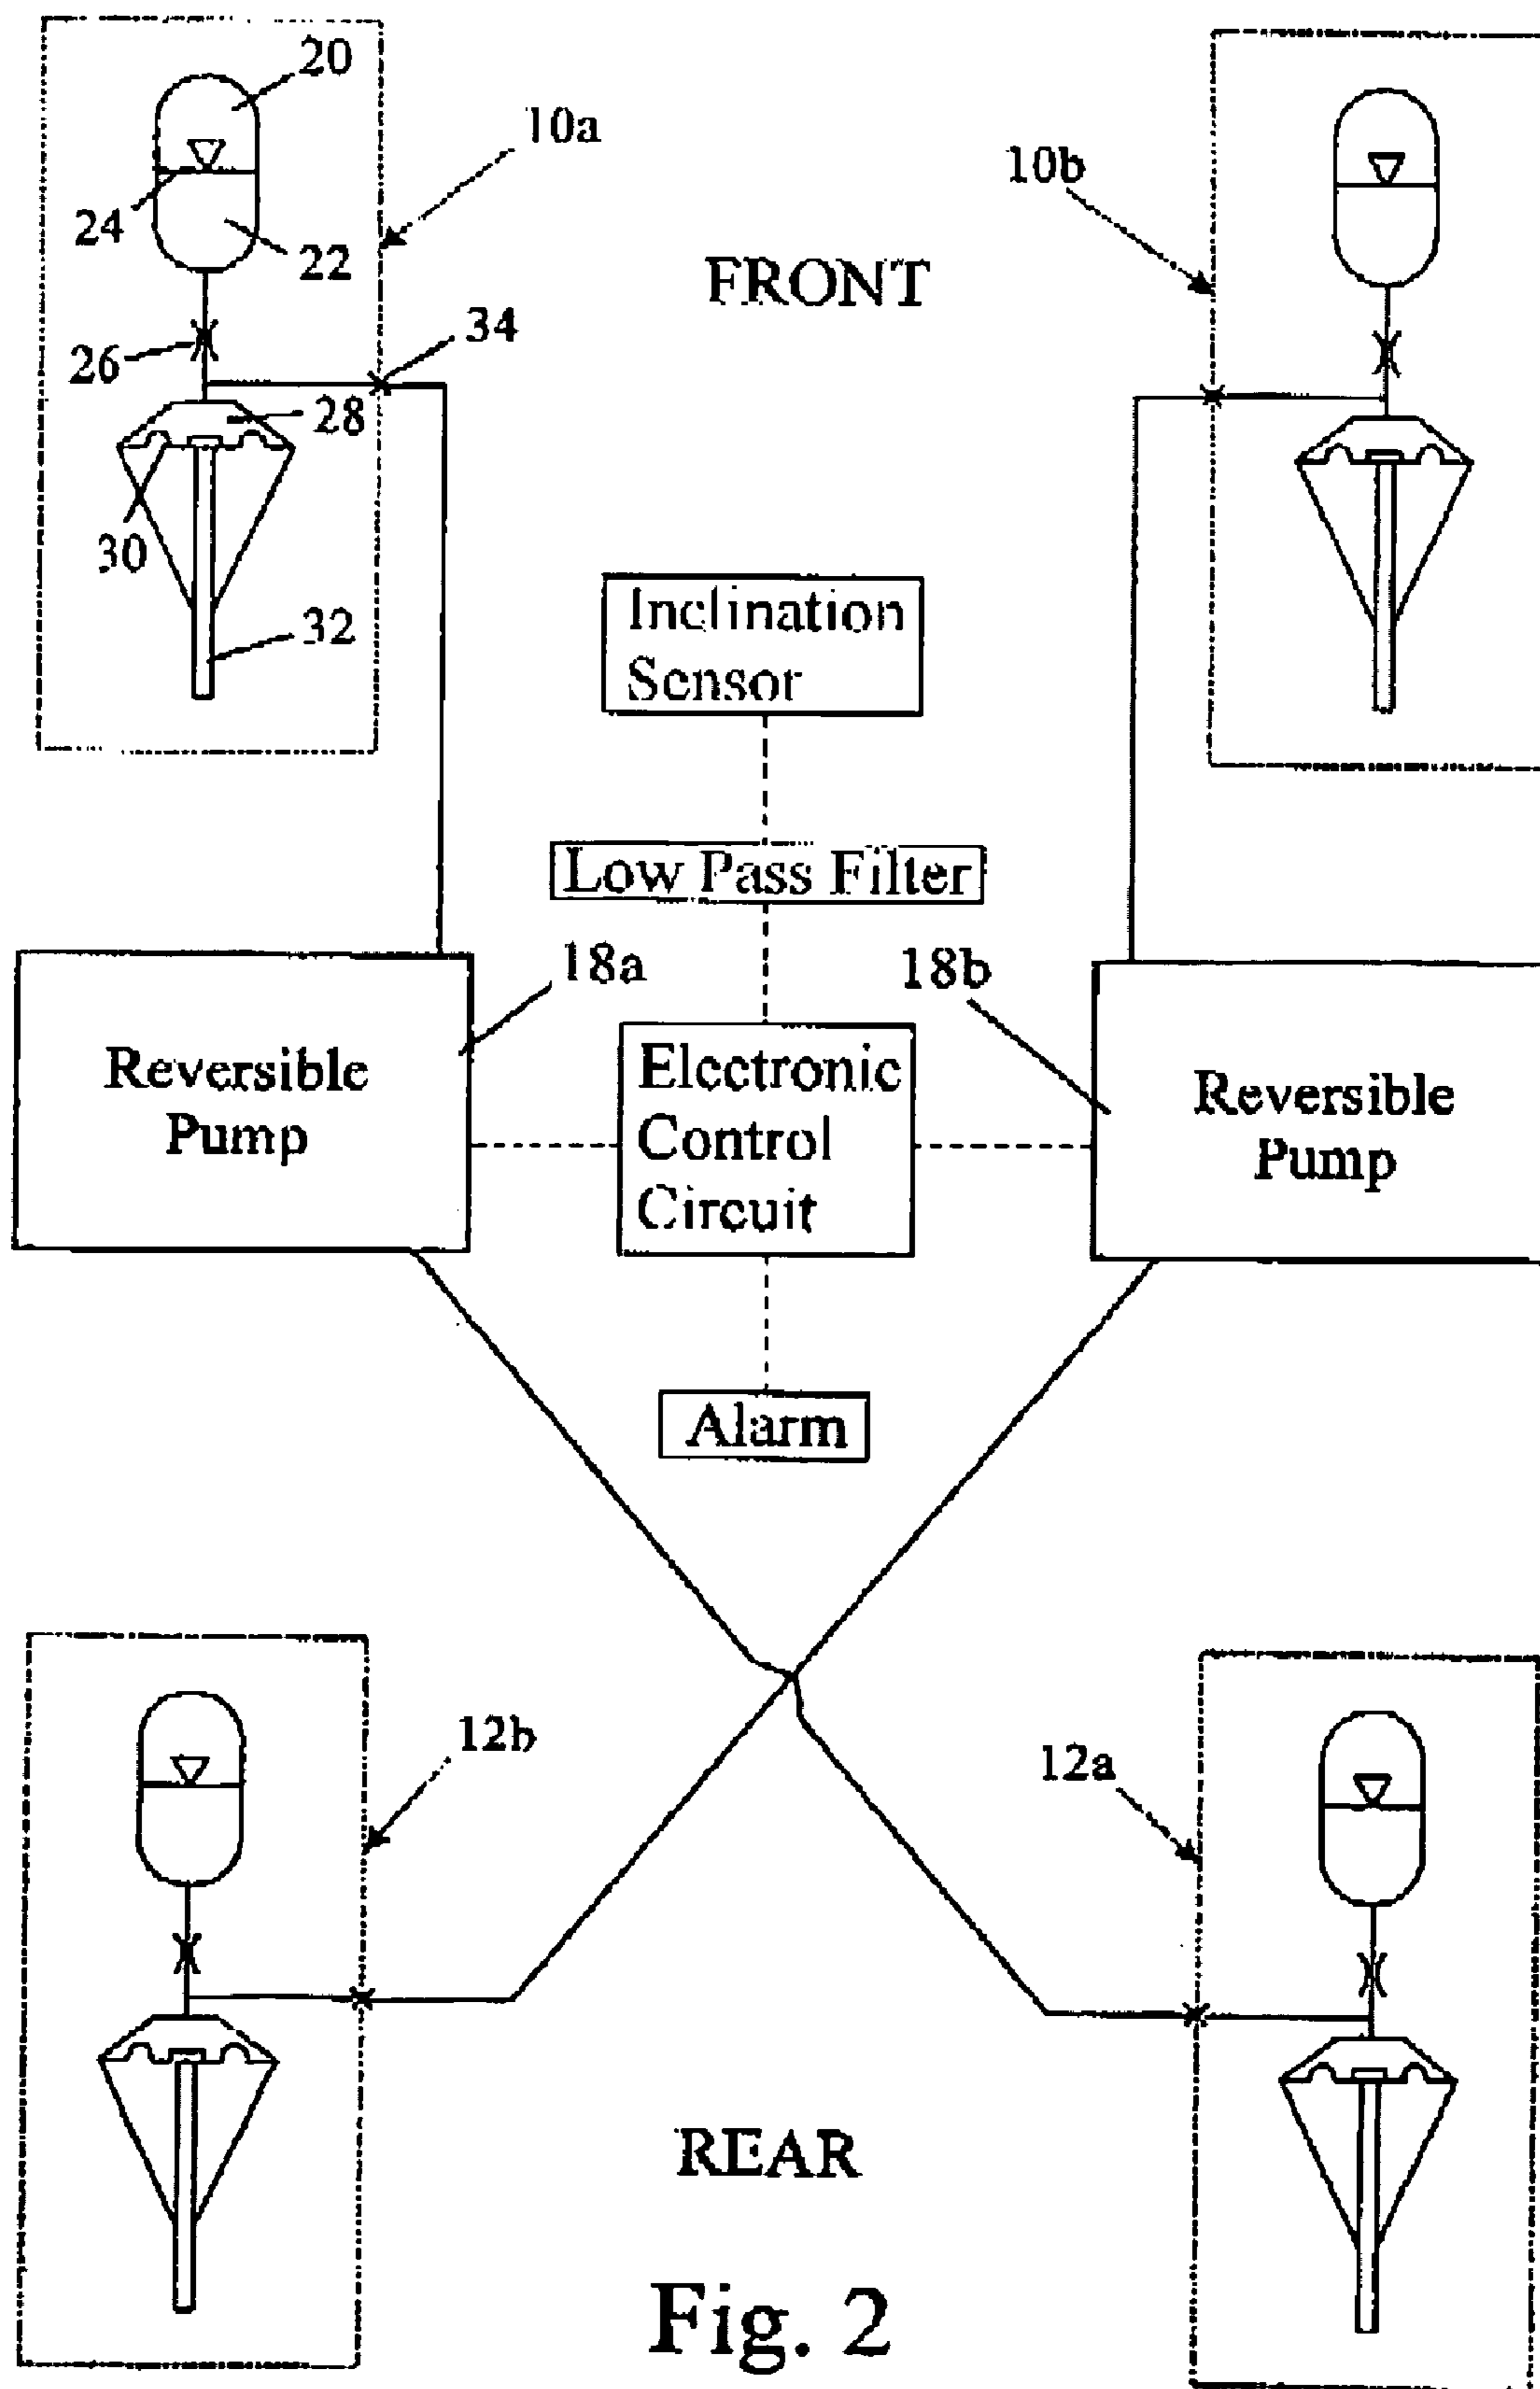 20
10a
10b
24
22
FRONT
26
34
28
30
32
Inclination
Sensor
Low Pass Filter
18a
18b
Reversible
Pump
Electronic
Control
Circuit
Reversible
Pump
Alarm
12b
12a
REAR
Fig. 2